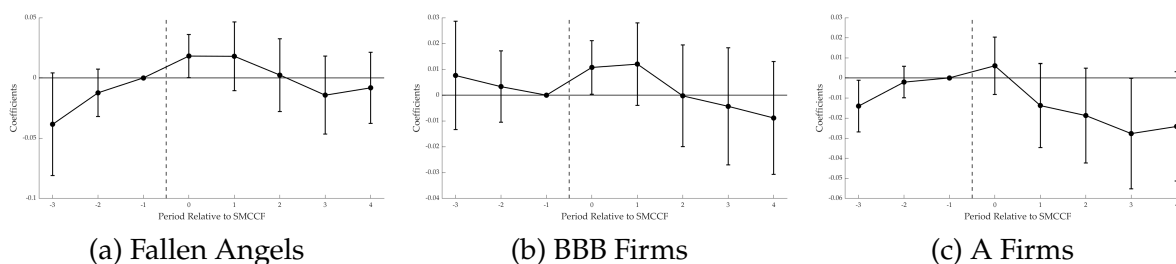 0.05
0
-0.05
-0.1
Coefficients
-3 -2 -1 0 1 2 3 4
Period Relative to SMCCF
(a) Fallen Angels
0.03
0.02
0.01
0
-0.01
-0.02
-0.03
-0.04
Coefficients
-3 -2 -1 0 1 2 3 4
Period Relative to SMCCF
(b) BBB Firms
0.03
0.02
0.01
0
-0.01
-0.02
-0.03
-0.04
-0.05
-0.06
Coefficients
-3 -2 -1 0 1 2 3 4
Period Relative to SMCCF
(c) A Firms